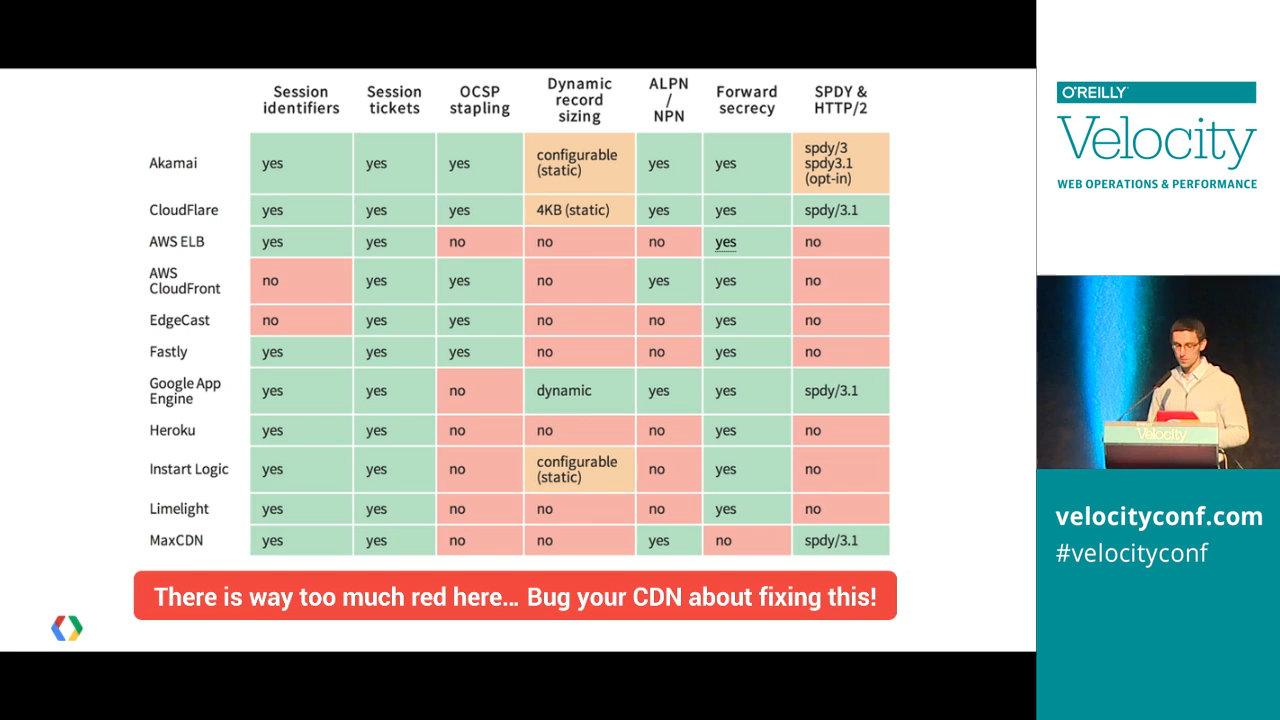 Session identifiers
Session tickets
OCSP stapling
Dynamic record sizing
ALPN / NPN
Forward secrecy
SPDY & HTTP/2
Akamai yes yes yes configurable (static) yes yes spdy/3 spdy3.1 (opt-in)
CloudFlare yes yes yes 4KB (static) yes yes spdy/3.1
AWS ELB yes yes no no no yes no
AWS CloudFront no yes yes no yes yes no
EdgeCast no yes yes no no yes no
Fastly yes yes yes no no yes no
Google App Engine yes yes no dynamic yes yes spdy/3.1
Heroku yes yes no no no yes no
Instart Logic yes yes no configurable (static) no yes no
Limelight yes yes no no no yes no
MaxCDN yes yes no no yes no spdy/3.1
There is way too much red here... Bug your CDN about fixing this!
O'REILLY
Velocity
WEB OPERATIONS & PERFORMANCE
Velocity
velocityconf.com
#velocityconf